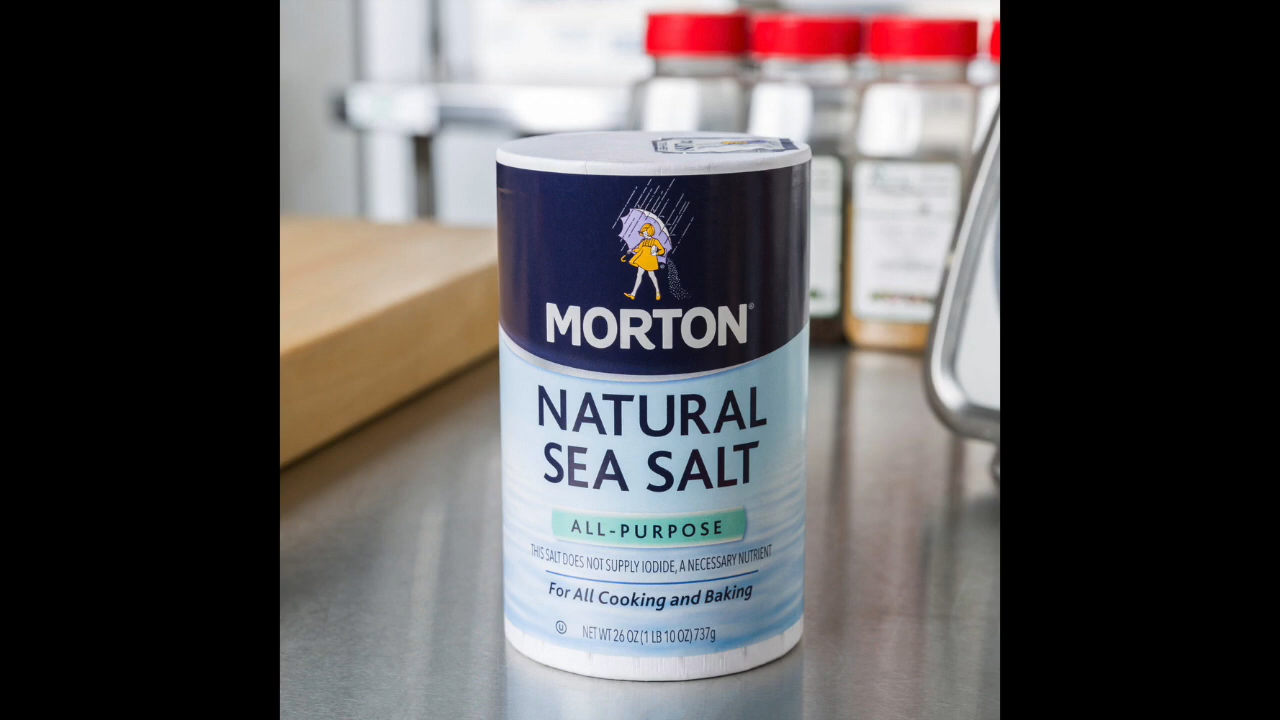 MORTON®
NATURAL
SEA SALT
ALL-PURPOSE
THIS SALT DOES NOT SUPPLY IODIDE, A NECESSARY NUTRIENT
For All Cooking and Baking
U NET WT 26 OZ (1 LB 10 OZ) 737g